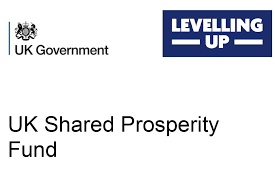 LEVELLING
UP
UK Government
UK Shared Prosperity
Fund